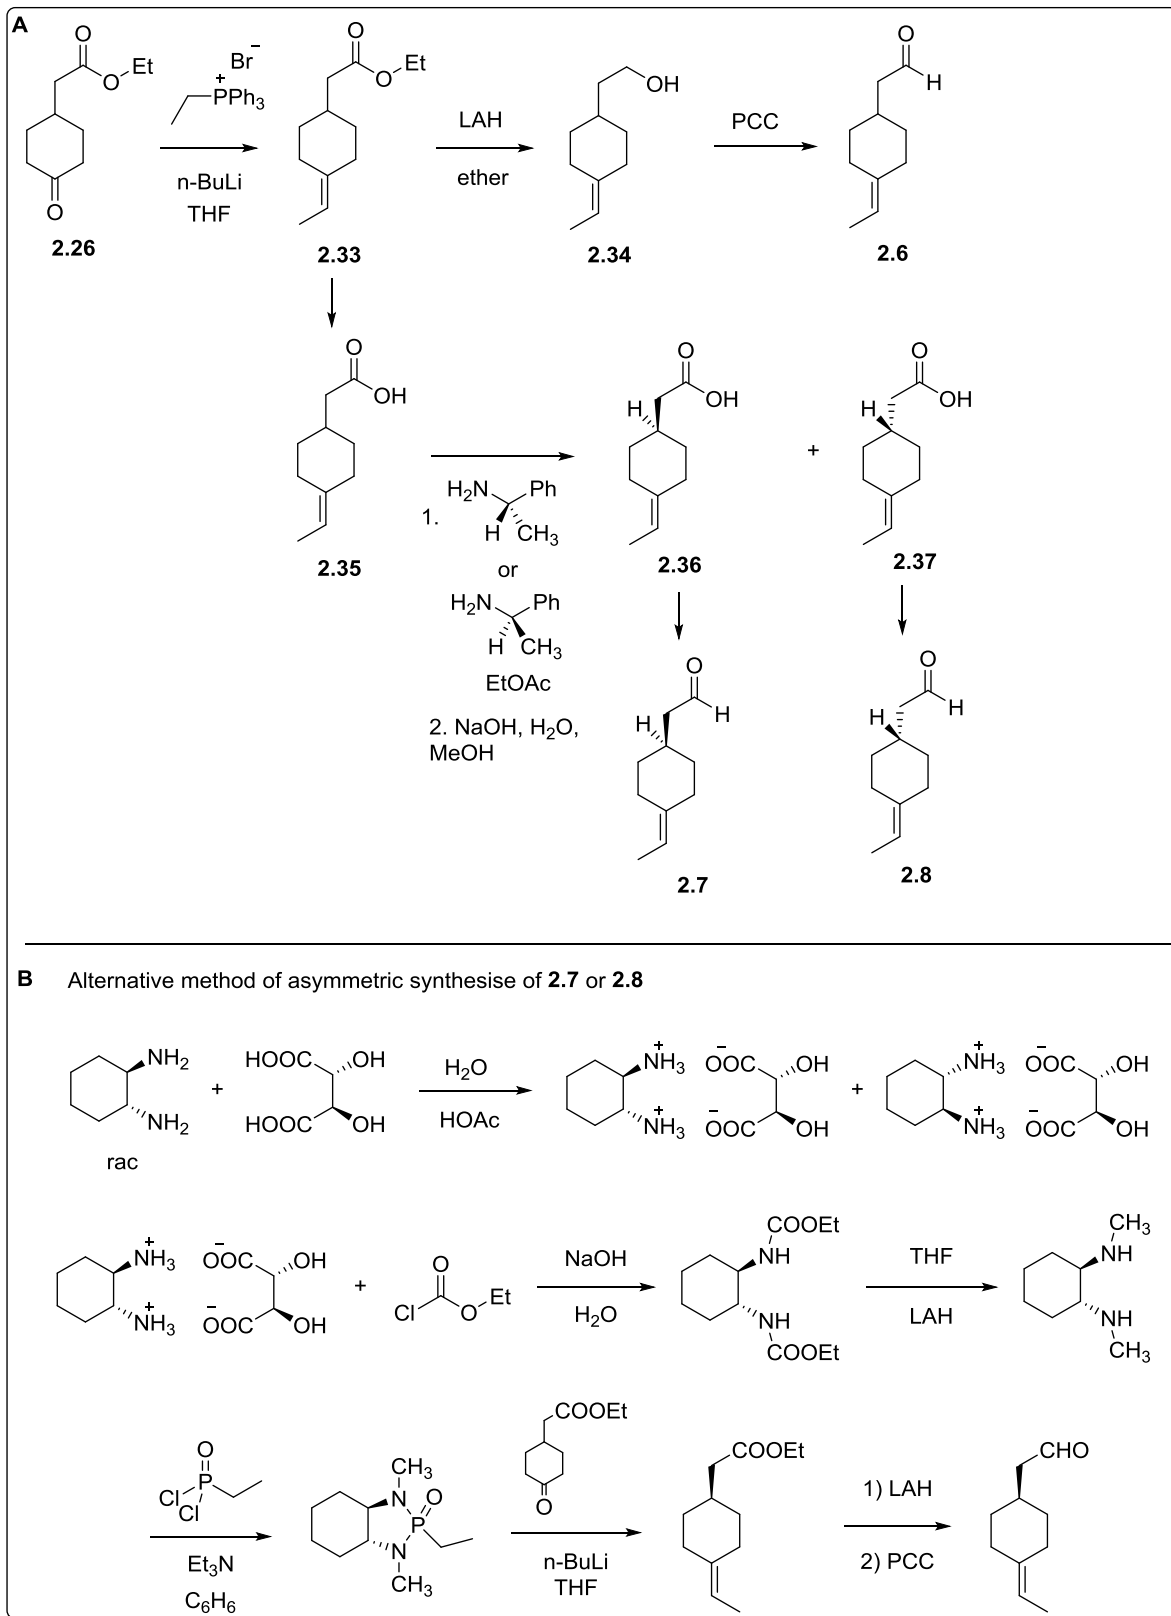 A
O
O
Et
O
2.26
Br−
+
PPh3
n-BuLi
THF
O
O
Et
2.33
LAH
ether
OH
2.34
PCC
O
H
2.6
O
OH
2.35
1.
H2N
Ph
H
CH3
or
H2N
Ph
H
CH3
EtOAc
2. NaOH, H2O,
MeOH
O
H
OH
2.36
+
O
H
OH
2.37
O
H
H
2.7
O
H
H
2.8
B Alternative method of asymmetric synthesise of 2.7 or 2.8
NH2
NH2
rac
+
HOOC
OH
HOOC
OH
H2O
HOAc
+
NH3
+
NH3
−
OOC
OH
−
OOC
OH
+
+
NH3
+
NH3
−
OOC
OH
−
OOC
OH
+
NH3
+
NH3
−
OOC
OH
−
OOC
OH
+
O
Cl
O
Et
NaOH
H2O
COOEt
NH
NH
COOEt
THF
LAH
CH3
NH
NH
CH3
O
Cl
P
Cl
Et3N
C6H6
CH3
N
O
P
N
CH3
COOEt
O
n-BuLi
THF
COOEt
1) LAH
2) PCC
CHO